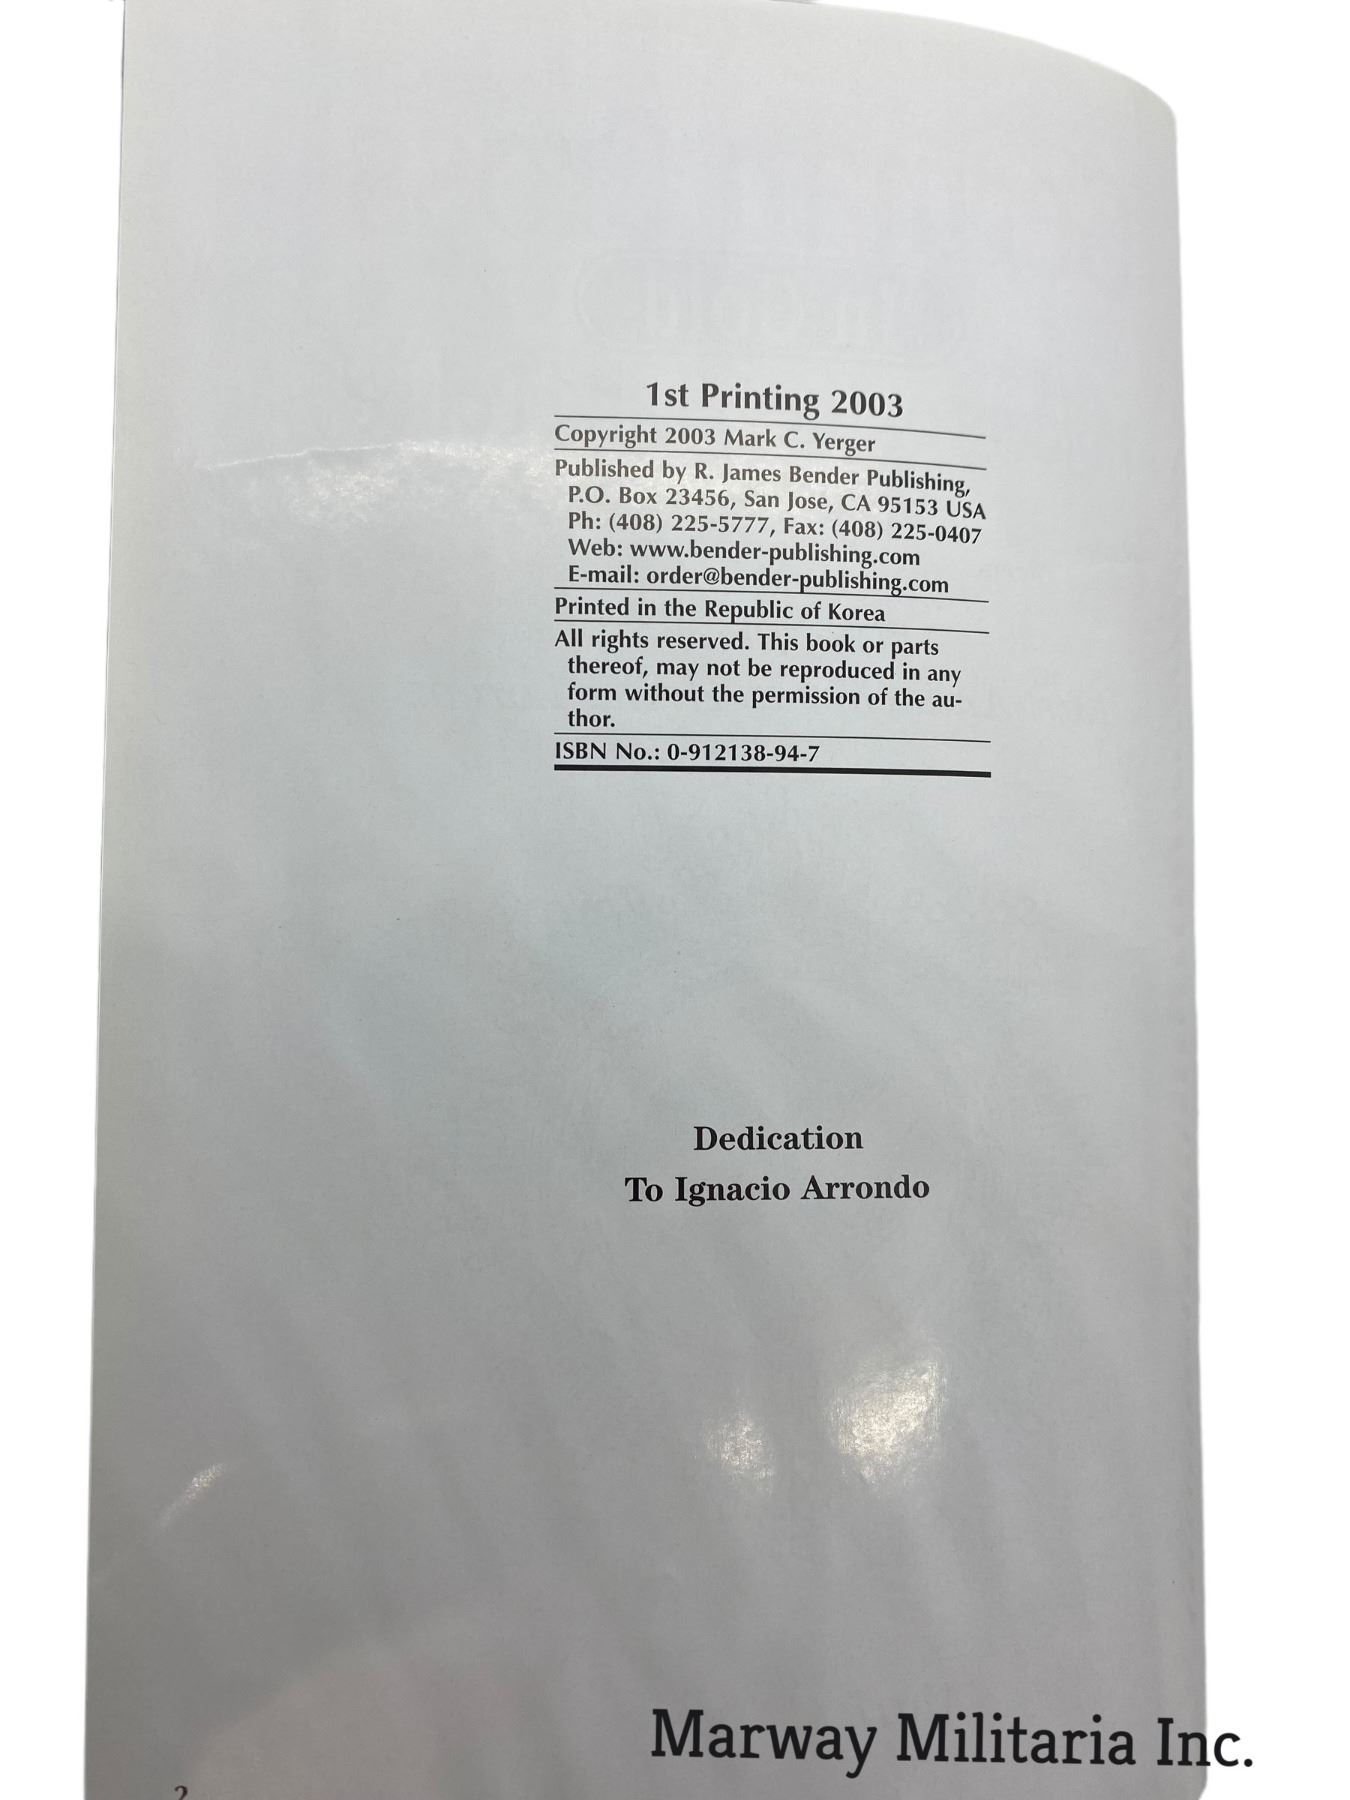 1st Printing 2003
Copyright 2003 Mark C. Yerger
Published by R. James Bender Publishing,
P.O. Box 23456, San Jose, CA 95153 USA
Ph: (408) 225-5777, Fax: (408) 225-0407
Web: www.bender-publishing.com
E-mail: order@bender-publishing.com
Printed in the Republic of Korea
All rights reserved. This book or parts
thereof, may not be reproduced in any
form without the permission of the au-
thor.
ISBN No.: 0-912138-94-7
Dedication
To Ignacio Arrondo
Marway Militaria Inc.
2